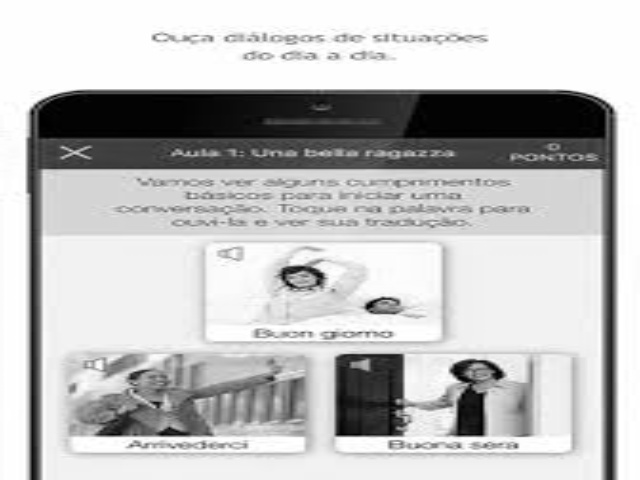 Ouça diálogos de situações
do dia a dia.
Aula 1: Una bella ragazza
0
PONTOS
Vamos ver alguns cumprimentos
básicos para iniciar uma
conversação. Toque na palavra para
ouvi-la e ver sua tradução.
Buon giorno
Arrivederci
Buona sera